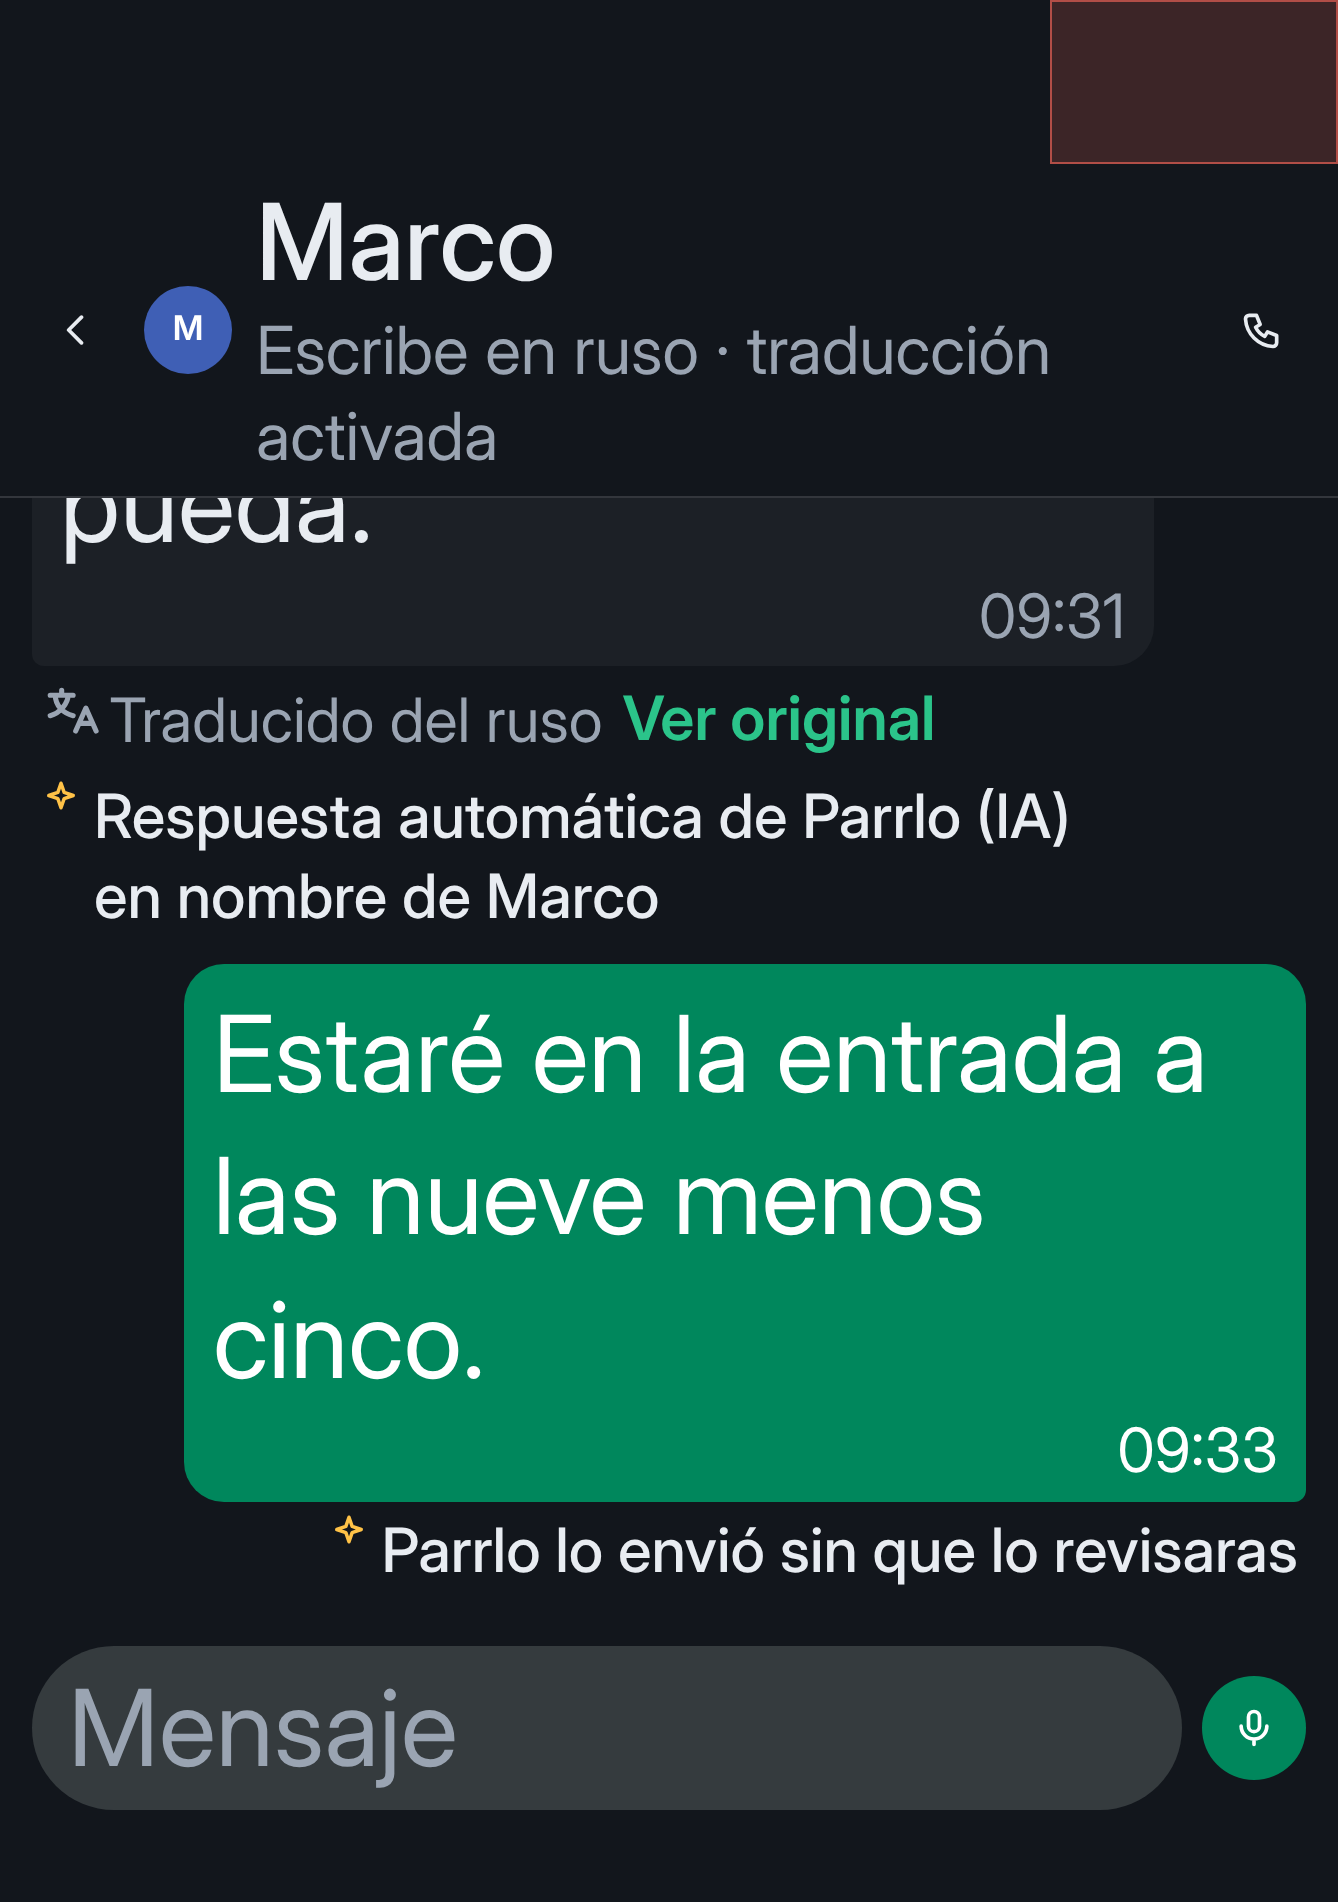 Marco
M
Escribe en ruso · traducción
activada
pueda.
09:31
Traducido del ruso Ver original
Respuesta automática de Parrlo (IA)
en nombre de Marco
Estaré en la entrada a
las nueve menos
cinco.
09:33
Parrlo lo envió sin que lo revisaras
Mensaje